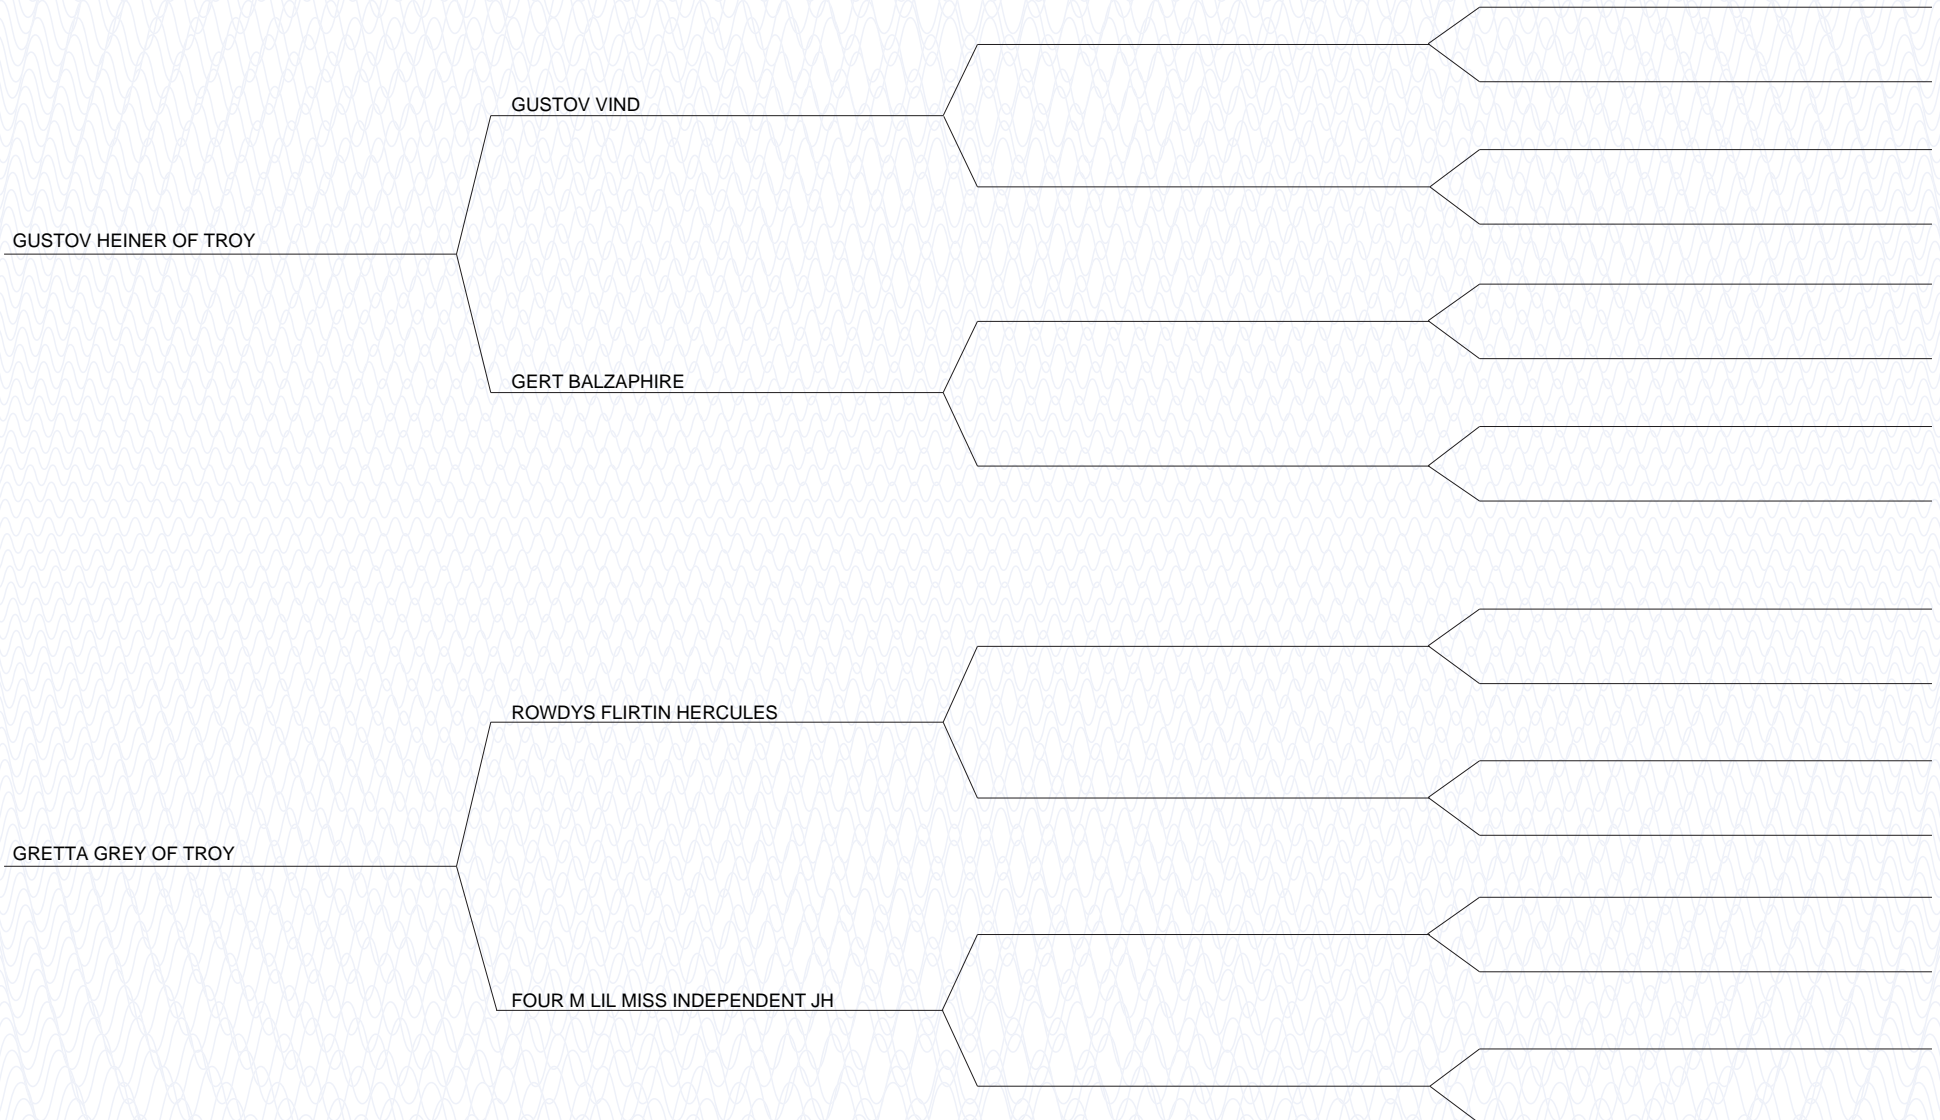 GUSTOV VIND
GUSTOV HEINER OF TROY
GERT BALZAPHIRE
ROWDYS FLIRTIN HERCULES
GRETTA GREY OF TROY
FOUR M LIL MISS INDEPENDENT JH